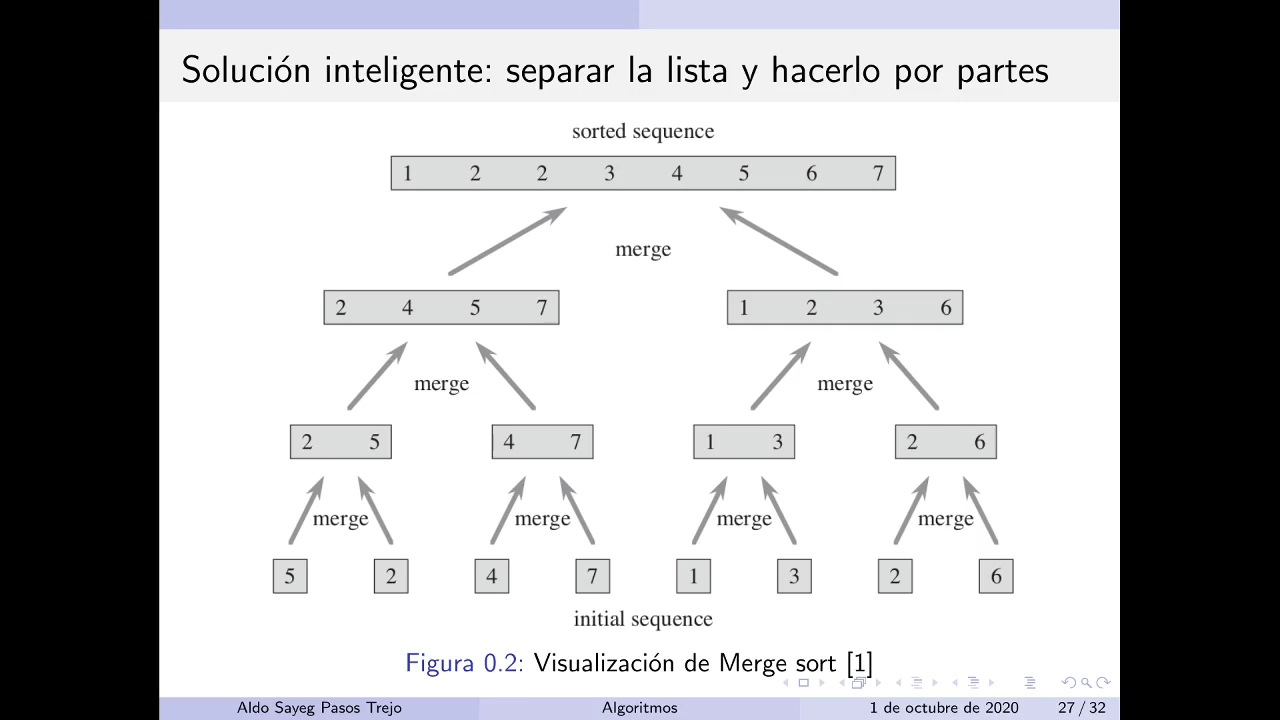 Solución inteligente: separar la lista y hacerlo por partes
sorted sequence
1 2 2 3 4 5 6 7
merge
2 4 5 7 1 2 3 6
merge merge
2 5 4 7 1 3 2 6
merge merge merge merge
5 2 4 7 1 3 2 6
initial sequence
Figura 0.2: Visualización de Merge sort [1]
Aldo Sayeg Pasos Trejo Algoritmos 1 de octubre de 2020 27 / 32